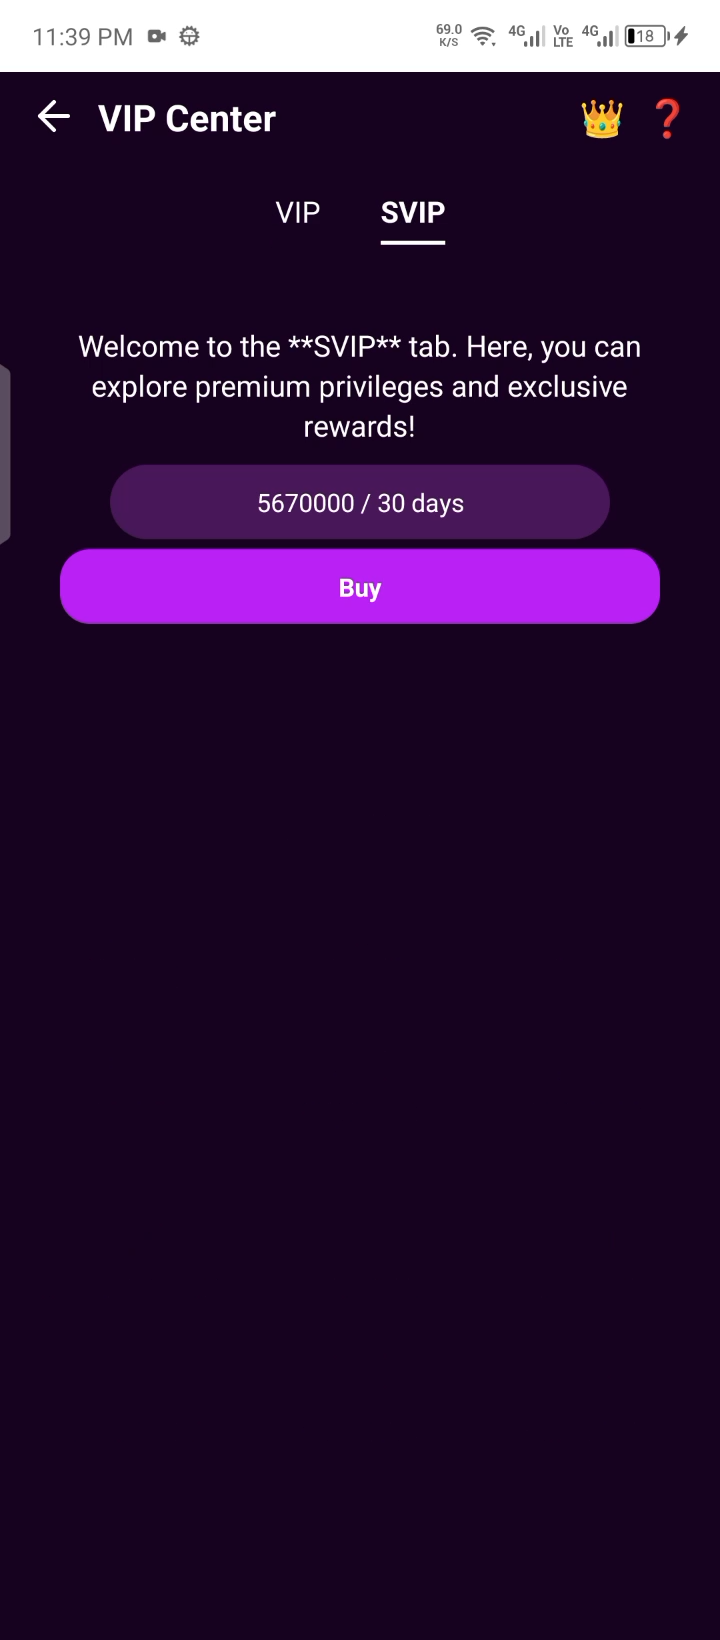 11:39 PM
69.0 K/S
4G
Vo LTE
4G
18
VIP Center
VIP
SVIP
Welcome to the **SVIP** tab. Here, you can
explore premium privileges and exclusive
rewards!
5670000 / 30 days
Buy